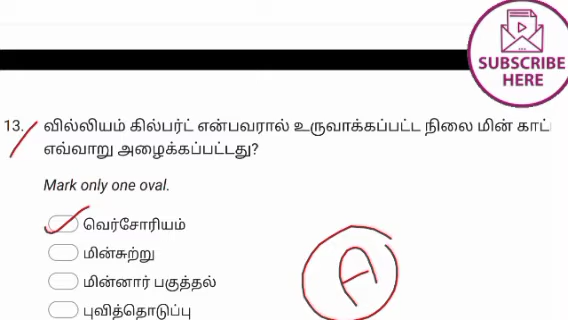 SUBSCRIBE
HERE
13. வில்லியம் கில்பர்ட் என்பவரால் உருவாக்கப்பட்ட நிலை மின்
எவ்வாறு அழைக்கப்பட்டது?
Mark only one oval.
வெர்சோரியம்
மின்சுற்று
மின்னார் பகுத்தல்
புவித்தொடுப்பு
A